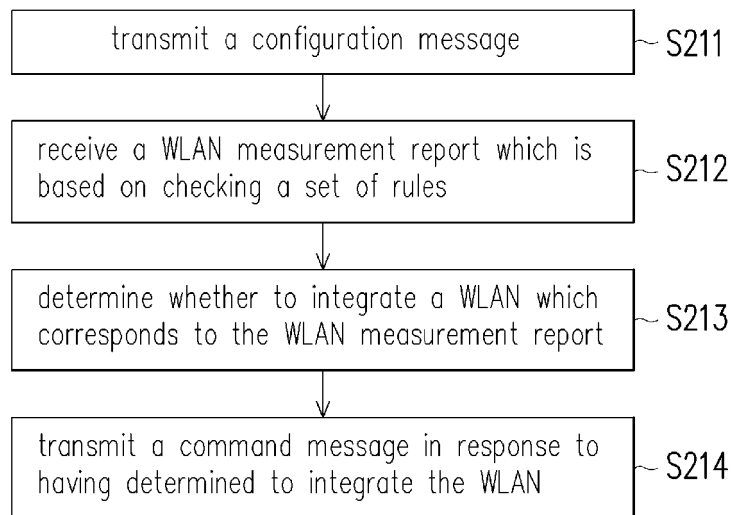 transmit a configuration message
S211
receive a WLAN measurement report which is
based on checking a set of rules
S212
determine whether to integrate a WLAN which
corresponds to the WLAN measurement report
S213
transmit a command message in response to
having determined to integrate the WLAN
S214